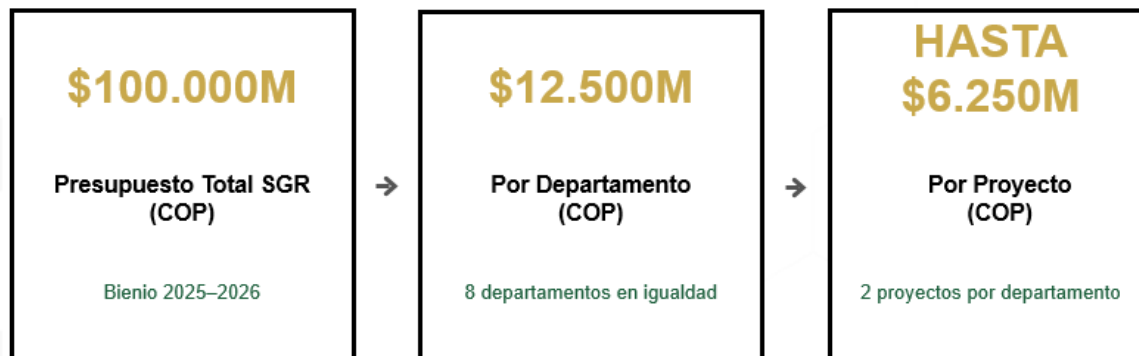 $100.000M
Presupuesto Total SGR
(COP)
Bienio 2025–2026
$12.500M
Por Departamento
(COP)
8 departamentos en igualdad
HASTA
$6.250M
Por Proyecto
(COP)
2 proyectos por departamento